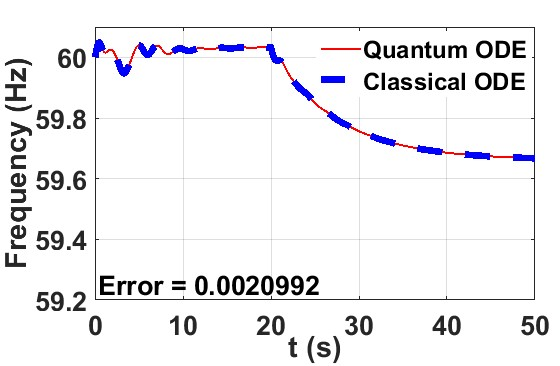 Quantum ODE
Classical ODE
Frequency (Hz)
60
59.8
59.6
59.4
59.2
Error = 0.0020992
0 10 20 30 40 50
t (s)